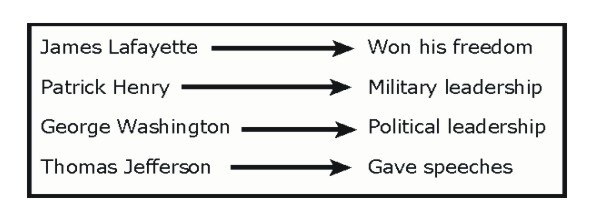 James Lafayette Won his freedom
Patrick Henry Military leadership
George Washington Political leadership
Thomas Jefferson Gave speeches